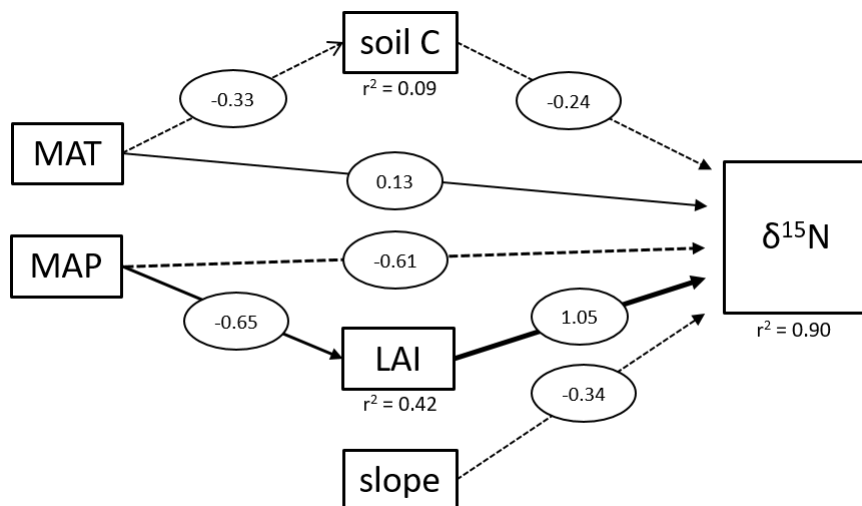 soil C
r² = 0.09
-0.33
-0.24
MAT
0.13
δ¹⁵N
r² = 0.90
MAP
-0.61
-0.65
1.05
LAI
r² = 0.42
-0.34
slope